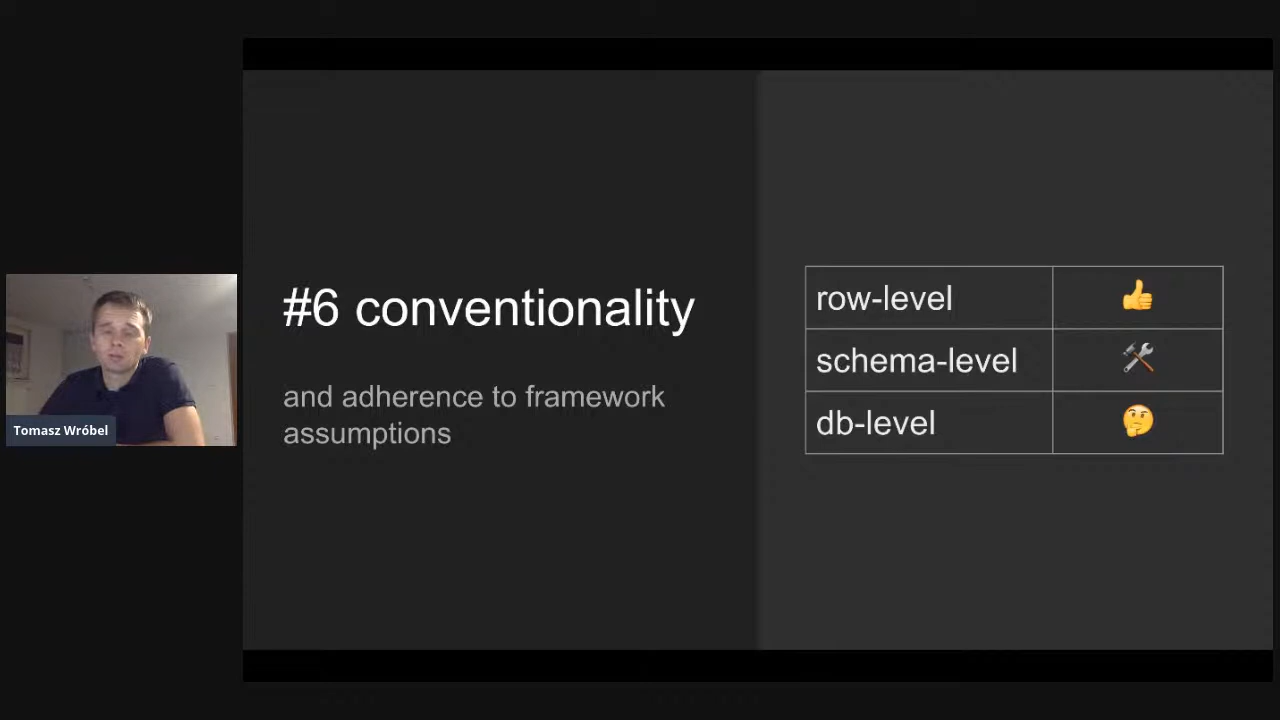 #6 conventionality
and adherence to framework
assumptions
row-level
schema-level
db-level
Tomasz Wróbel